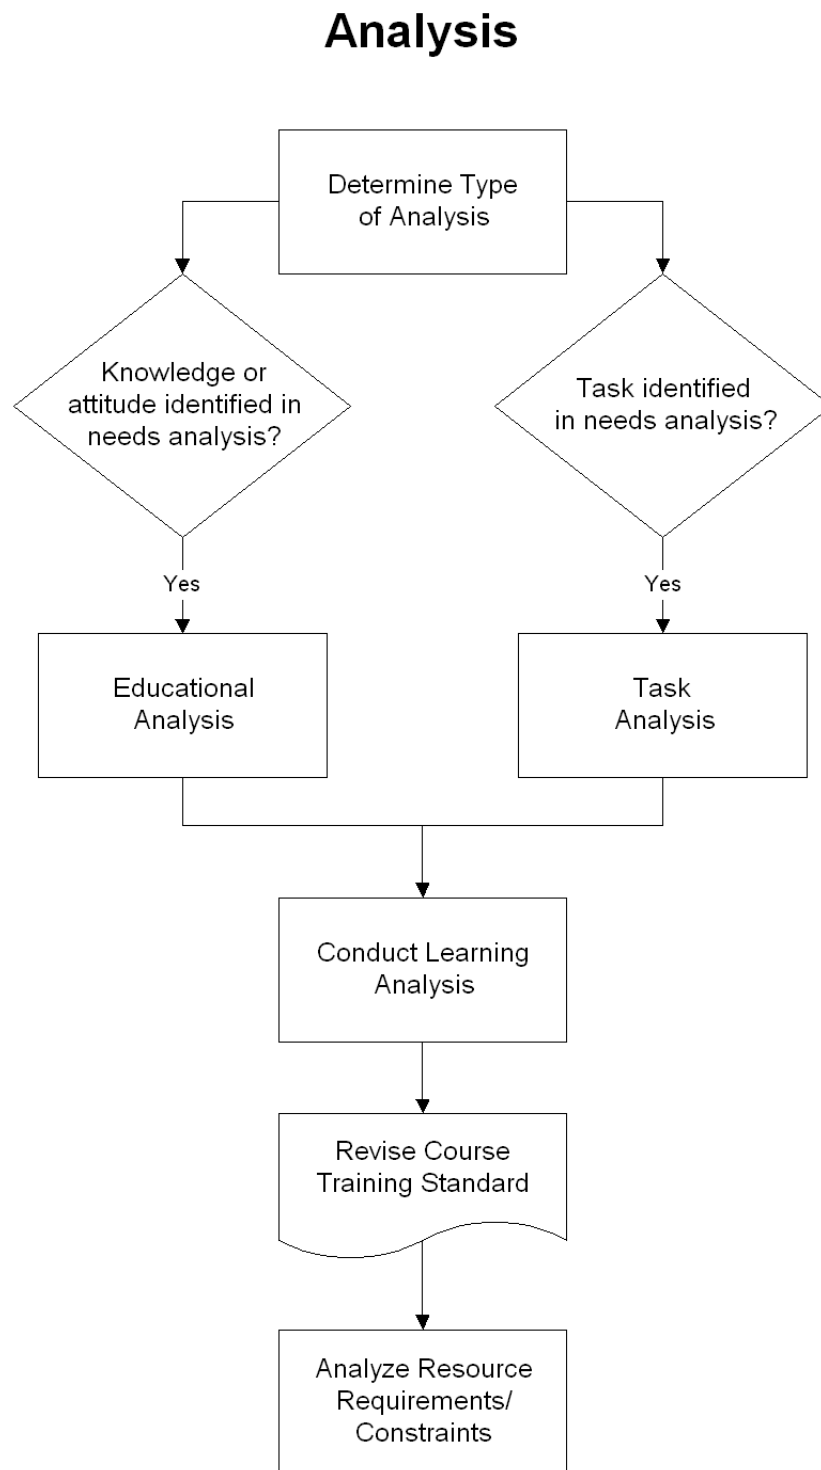 Analysis
Determine Type
of Analysis
Knowledge or
attitude identified in
needs analysis?
Task identified
in needs analysis?
Yes
Yes
Educational
Analysis
Task
Analysis
Conduct Learning
Analysis
Revise Course
Training Standard
Analyze Resource
Requirements/
Constraints